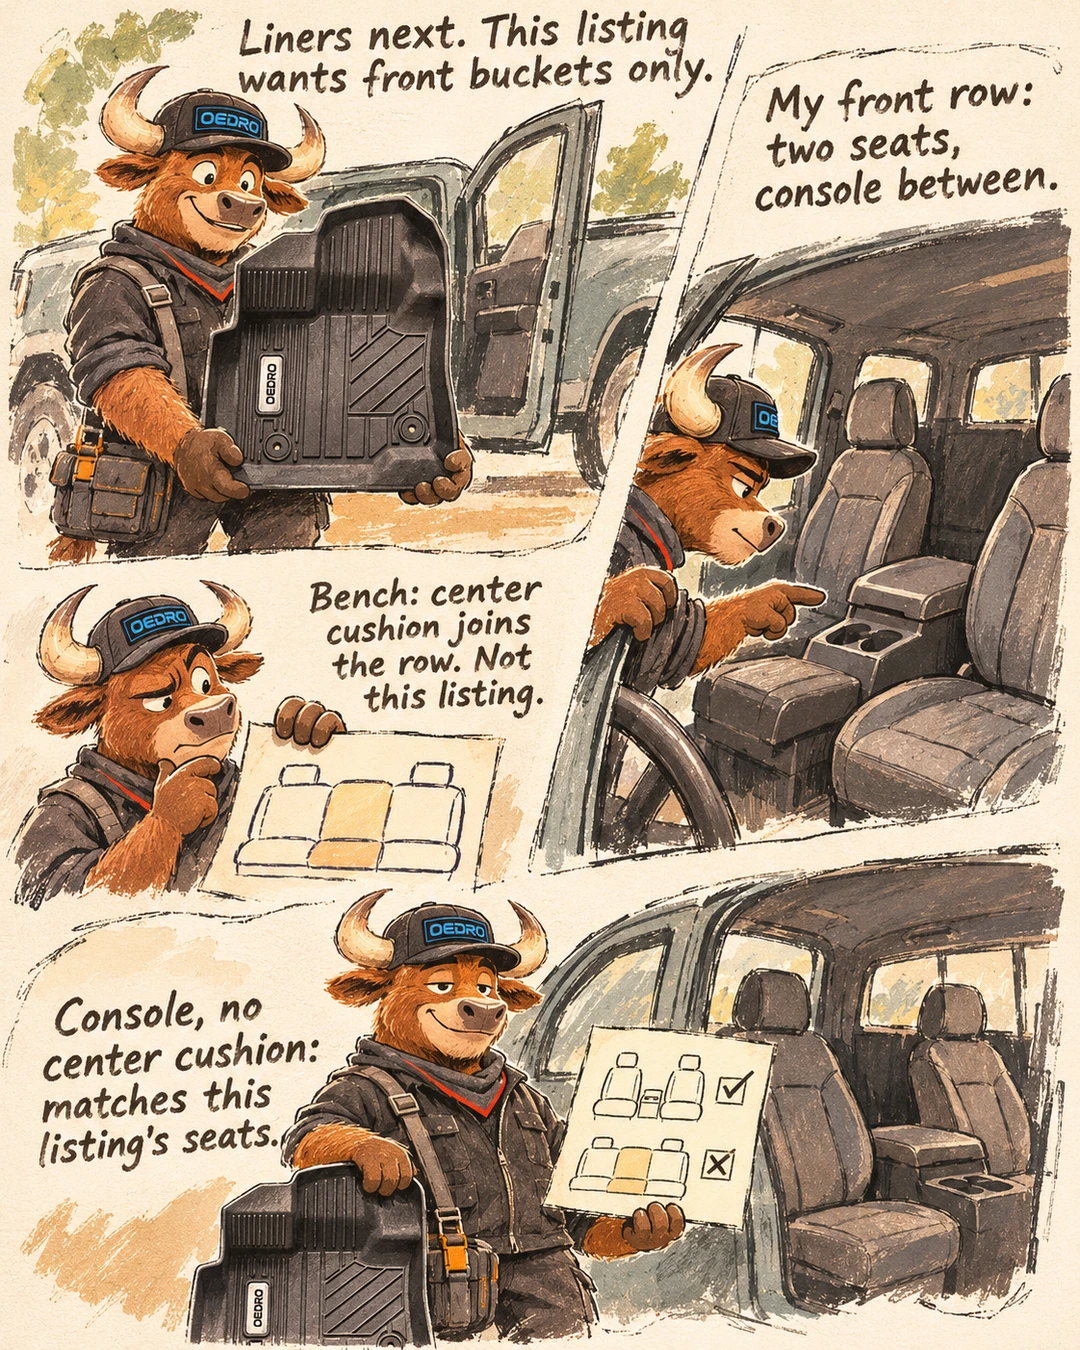 Liners next. This listing
wants front buckets only.
OEDRO
OEDRO
My front row:
two seats,
console between.
OE
Bench: center
cushion joins
the row. Not
this listing.
OEDRO
Console, no
center cushion:
matches this
listing's seats.
OEDRO
OEDRO